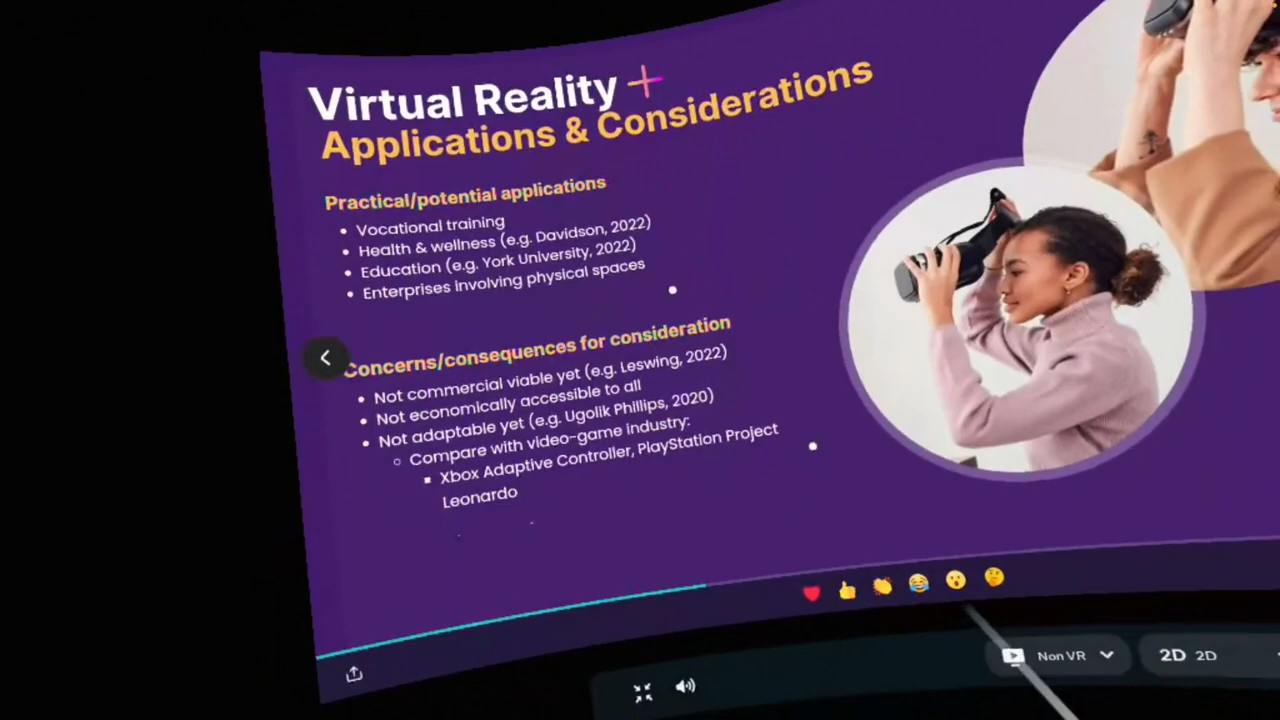 Virtual Reality
Applications & Considerations
Practical/potential applications
Vocational training
Health & wellness (e.g. Davidson, 2022)
Education (e.g. York University, 2022)
Enterprises involving physical spaces
Concerns/consequences for consideration
Not commercial viable yet (e.g. Leswing, 2022)
Not economically accessible to all
Not adaptable yet (e.g. Ugolik Phillips, 2020)
Compare with video-game industry:
Xbox Adaptive Controller, PlayStation Project
Leonardo
Non VR
2D 2D